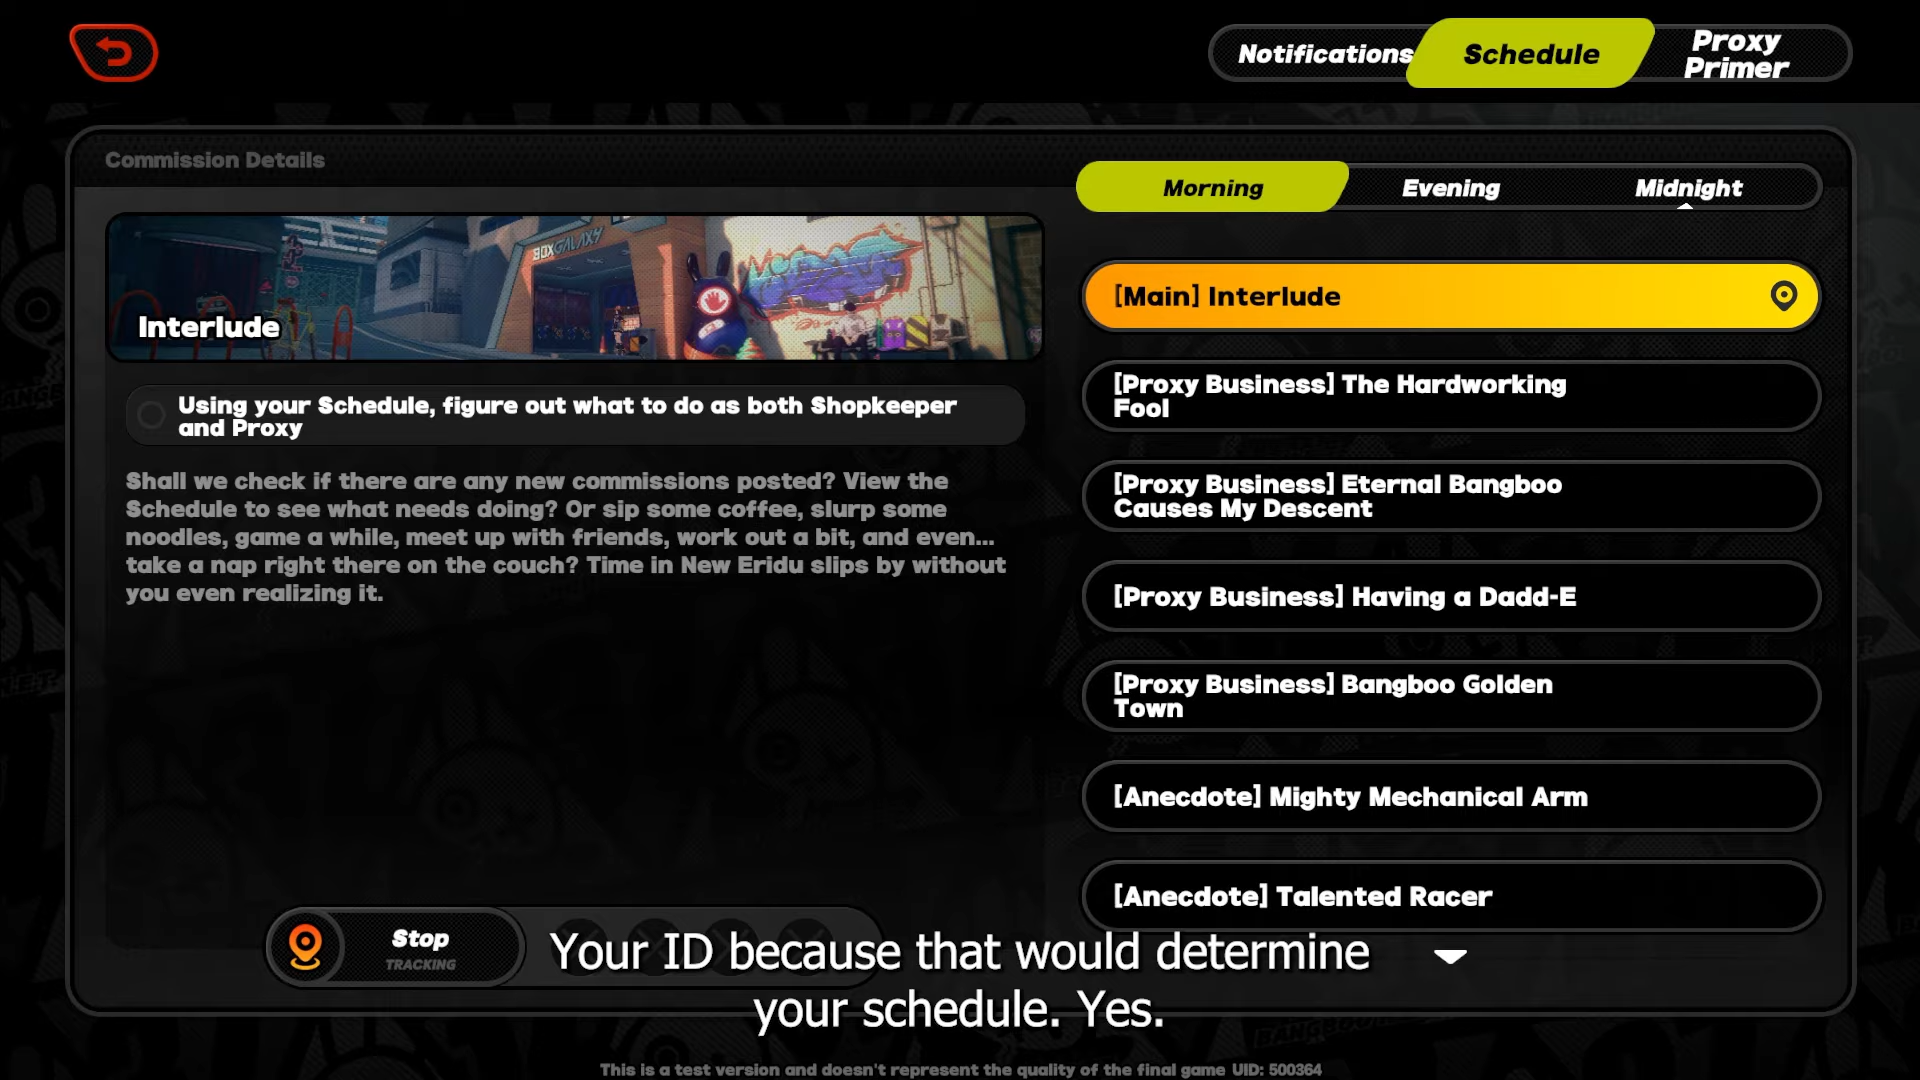 Notifications
Schedule
Proxy
Primer
Commission Details
Morning
Evening
Midnight
BOXGALAXY
Interlude
Using your Schedule, figure out what to do as both Shopkeeper
and Proxy
Shall we check if there are any new commissions posted? View the
Schedule to see what needs doing? Or sip some coffee, slurp some
noodles, game a while, meet up with friends, work out a bit, and even...
take a nap right there on the couch? Time in New Eridu slips by without
you even realizing it.
[Main] Interlude
[Proxy Business] The Hardworking
Fool
[Proxy Business] Eternal Bangboo
Causes My Descent
[Proxy Business] Having a Dadd-E
[Proxy Business] Bangboo Golden
Town
[Anecdote] Mighty Mechanical Arm
[Anecdote] Talented Racer
Stop
TRACKING
Your ID because that would determine
your schedule. Yes.
This is a test version and doesn't represent the quality of the final game UID: 500364